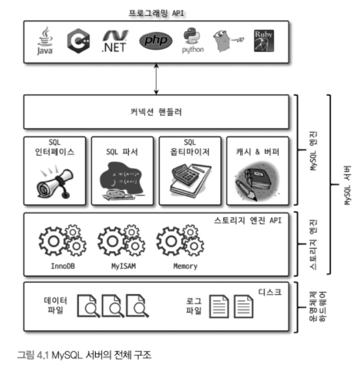 프로그래밍 API
Java
C++
.NET
php
python
Ruby
커넥션 핸들러
SQL
인터페이스
SQL
파서
SQL
옵티마이저
캐시 & 버퍼
MySQL 엔진
스토리지 엔진 API
InnoDB
MyISAM
Memory
스토리지 엔진
MySQL 서버
데이터
파일
로그
파일
디스크
운영체제
하드웨어
그림 4.1 MySQL 서버의 전체 구조